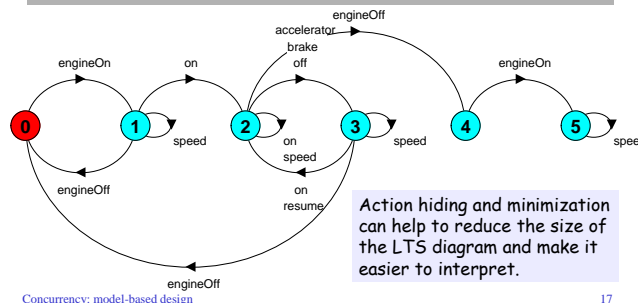 engineOff
accelerator
engineOn
on
brake
off
engineOn
0
1
2
3
4
5
speed
on
speed
speed
spee
engineOff
on
resume
Action hiding and minimization
can help to reduce the size of
the LTS diagram and make it
easier to interpret.
engineOff
Concurrency: model-based design
17